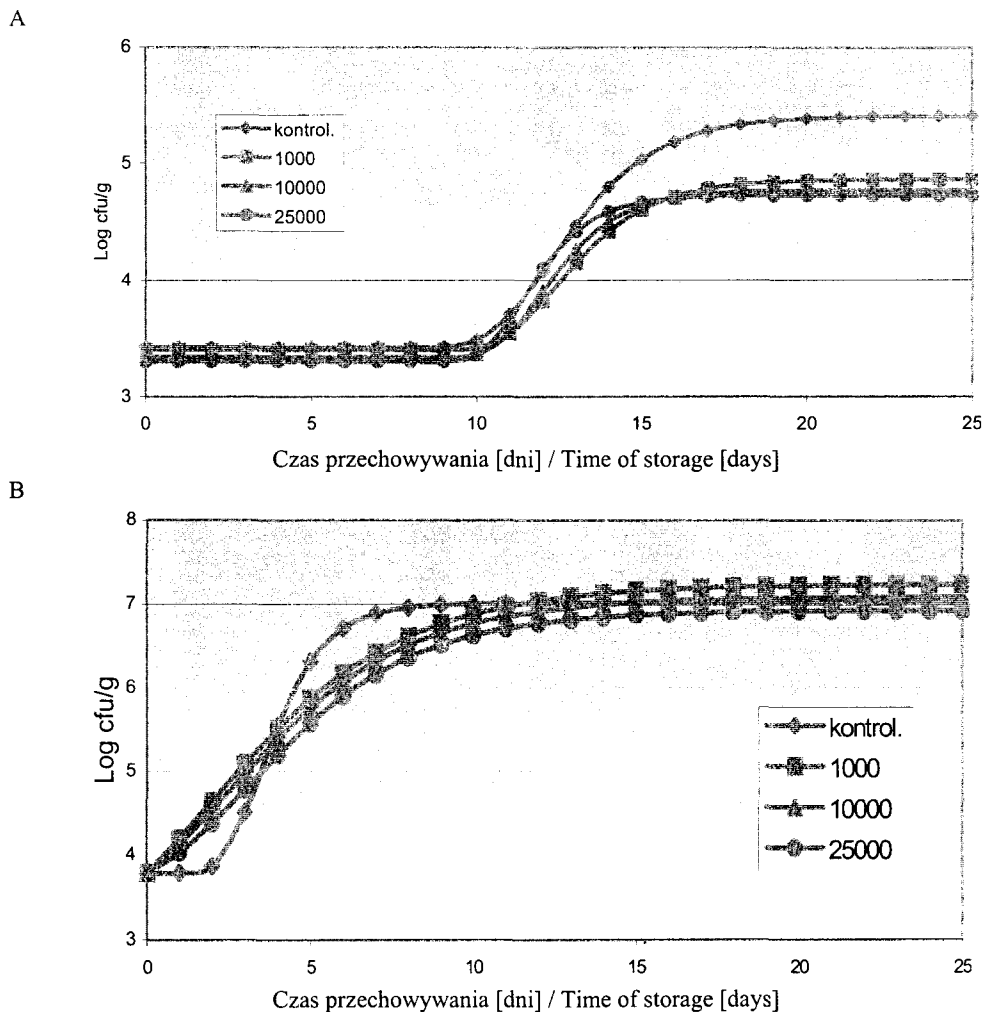 A
6
5
4
3
Log cfu/g
kontrol.
1000
10000
25000
0 5 10 15 20 25
Czas przechowywania [dni] / Time of storage [days]
B
8
7
6
5
4
3
Log cfu/g
kontrol.
1000
10000
25000
0 5 10 15 20 25
Czas przechowywania [dni] / Time of storage [days]